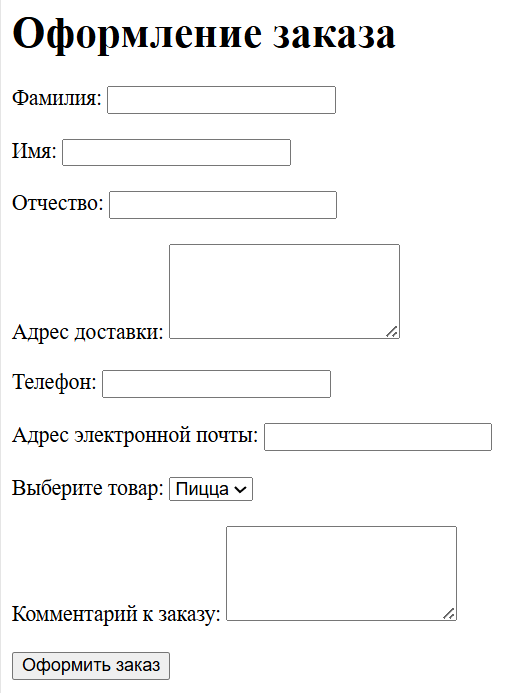 Оформление заказа
Фамилия:
Имя:
Отчество:
Адрес доставки:
Телефон:
Адрес электронной почты:
Выберите товар: Пицца
Комментарий к заказу:
Оформить заказ